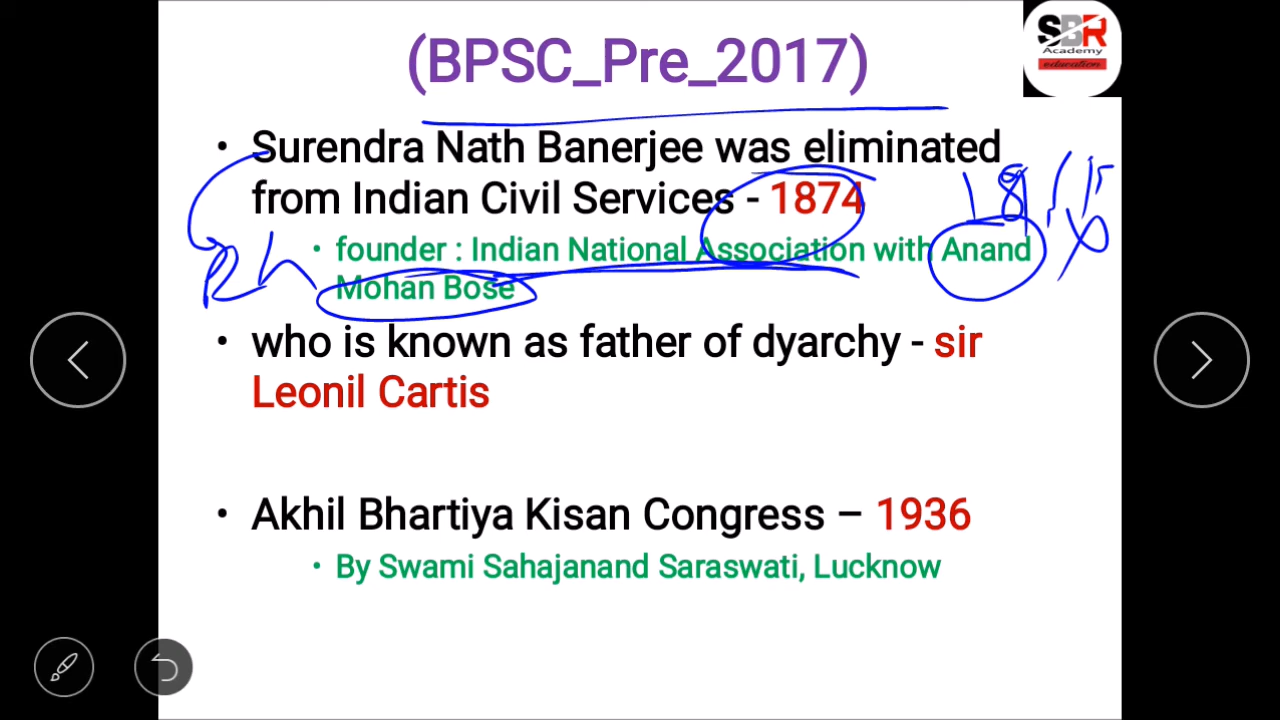 (BPSC_Pre_2017)
SBR
Academy
education
• Surendra Nath Banerjee was eliminated
from Indian Civil Services - 1874
• founder : Indian National Association with Anand
Mohan Bose
• who is known as father of dyarchy - sir
Leonil Cartis
• Akhil Bhartiya Kisan Congress – 1936
• By Swami Sahajanand Saraswati, Lucknow